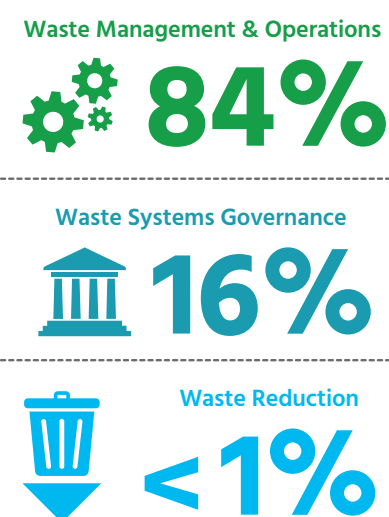 Waste Management & Operations
84%
Waste Systems Governance
16%
Waste Reduction
<1%